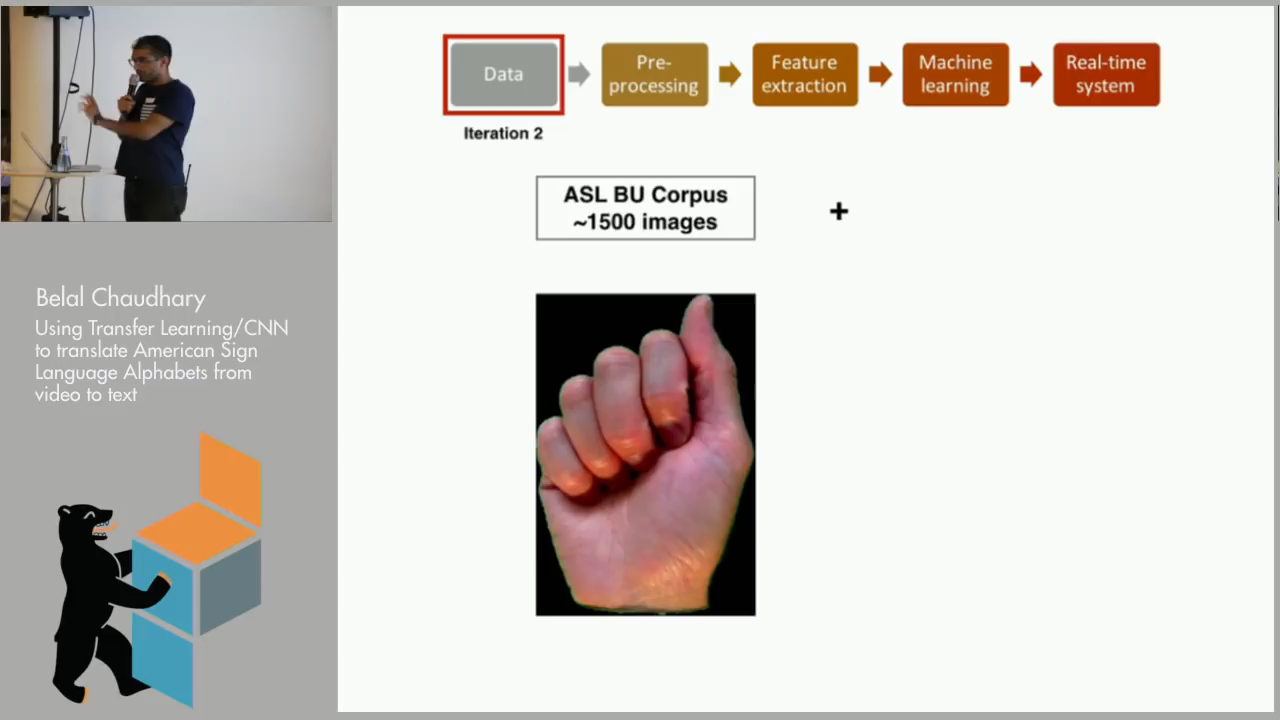 Data
Pre-
processing
Feature
extraction
Machine
learning
Real-time
system
Iteration 2
ASL BU Corpus
~1500 images
+
Belal Chaudhary
Using Transfer Learning/CNN
to translate American Sign
Language Alphabets from
video to text